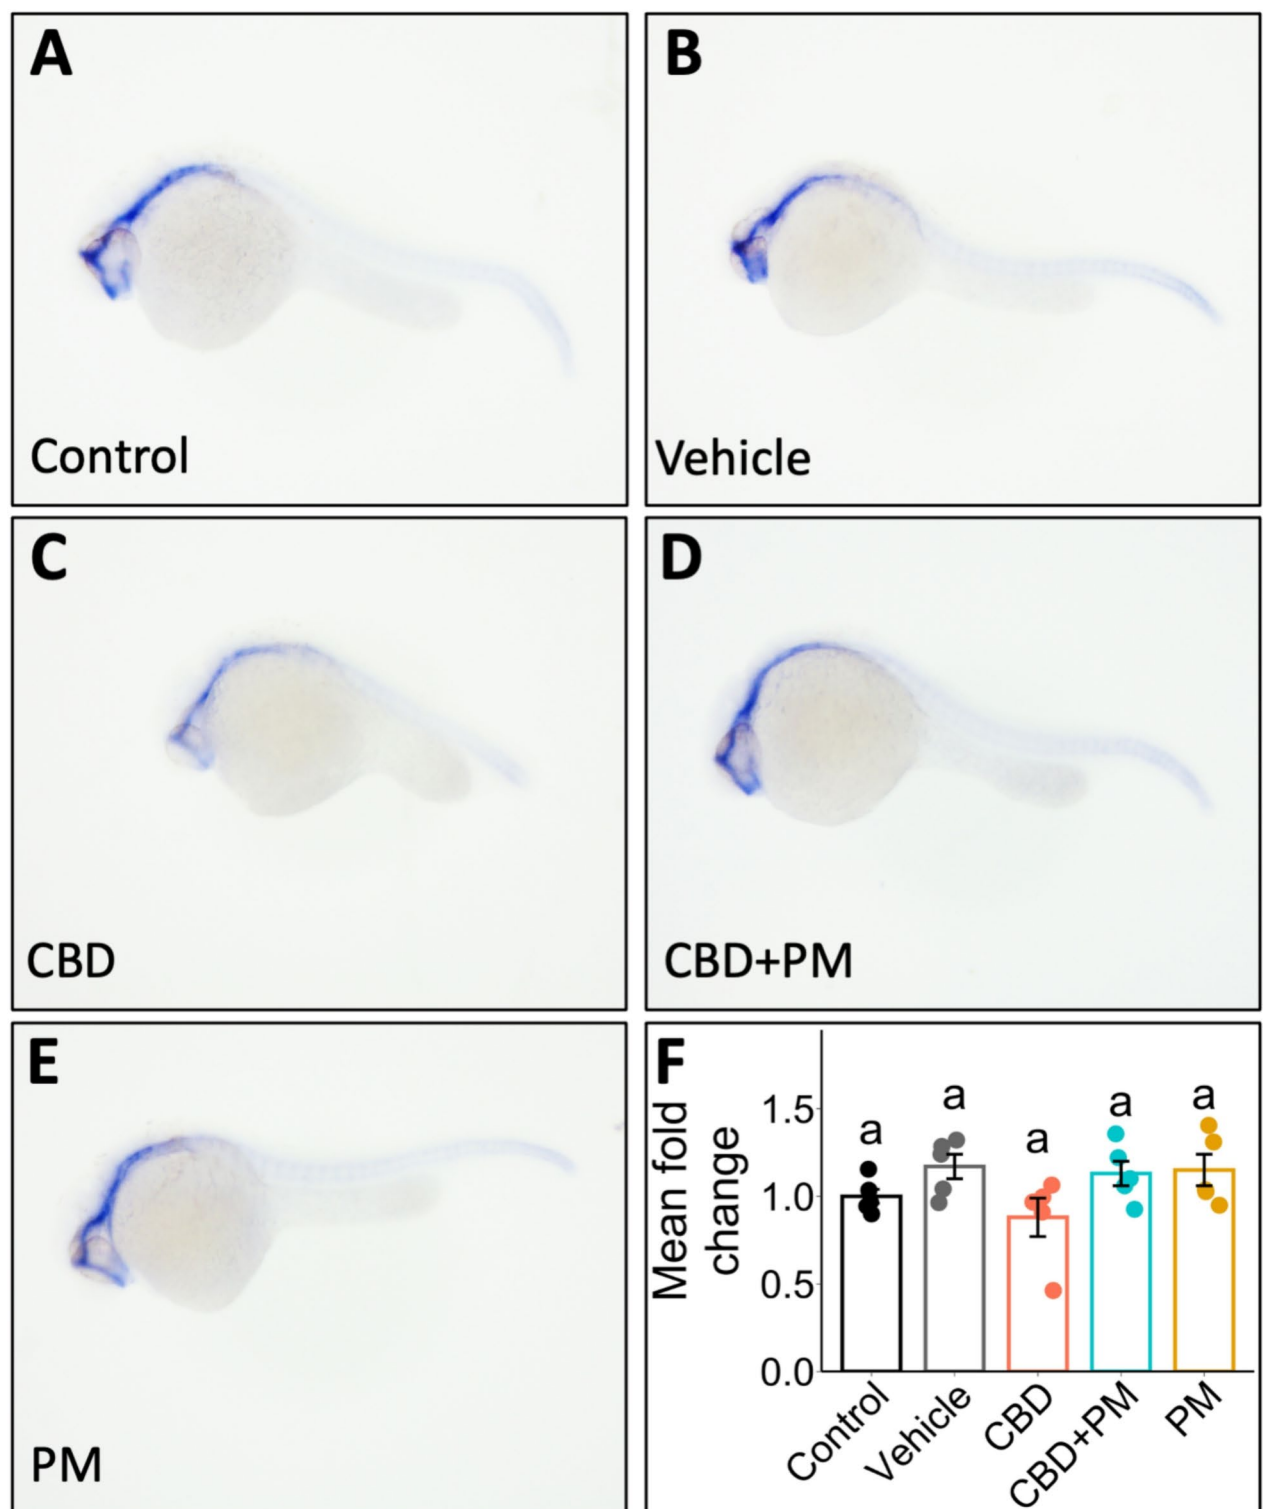 A
Control
B
Vehicle
C
CBD
D
CBD+PM
E
PM
F
Mean fold
change
1.5
1.0
0.5
0.0
a
a
a
a
a
Control
Vehicle
CBD
CBD+PM
PM